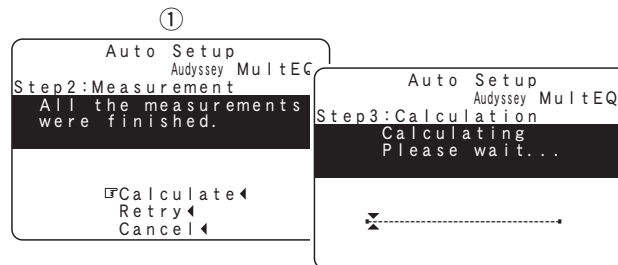 ①
Auto Setup
Audyssey MultEQ
Step2:Measurement
All the measurements
were finished.
☞Calculate◀
Retry◀
Cancel◀
Auto Setup
Audyssey MultEQ
Step3:Calculation
Calculating
Please wait...